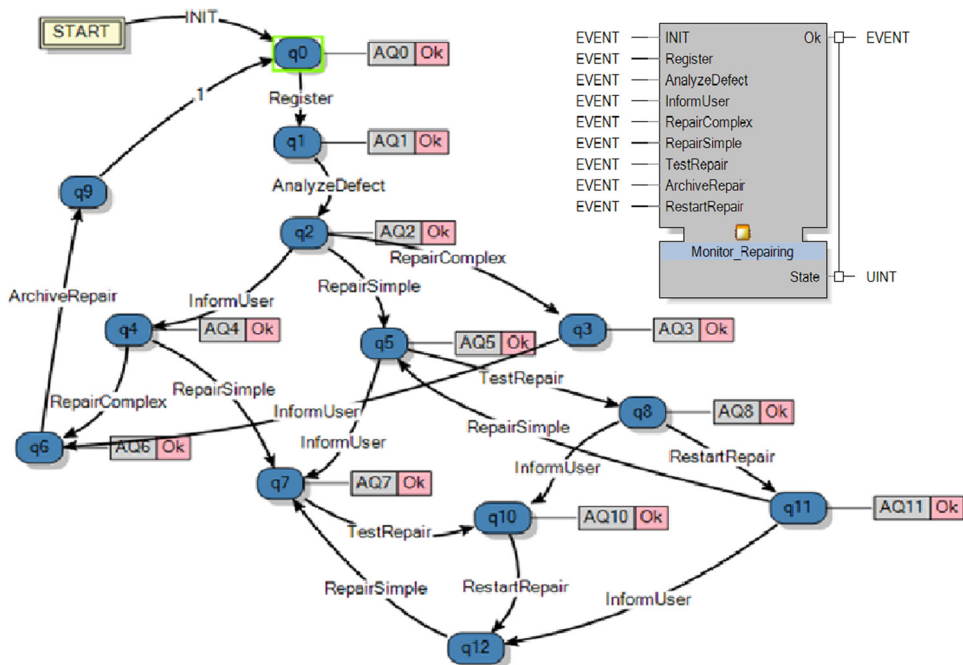 START
INIT
q0
AQ0 Ok
Register
q1
AQ1 Ok
AnalyzeDefect
1
q9
q2
AQ2 Ok
RepairComplex
RepairSimple
ArchiveRepair
InformUser
q4
AQ4 Ok
q5
AQ5 Ok
q3
AQ3 Ok
TestRepair
RepairSimple
RepairComplex
InformUser
q8
AQ8 Ok
RepairSimple
InformUser
q6
AQ6 Ok
RestartRepair
InformUser
q7
AQ7 Ok
q11
AQ11 Ok
q10
AQ10 Ok
TestRepair
RepairSimple
RestartRepair
InformUser
q12
EVENT INIT Ok EVENT
EVENT Register
EVENT AnalyzeDefect
EVENT InformUser
EVENT RepairComplex
EVENT RepairSimple
EVENT TestRepair
EVENT ArchiveRepair
EVENT RestartRepair
Monitor_Repairing
State UINT